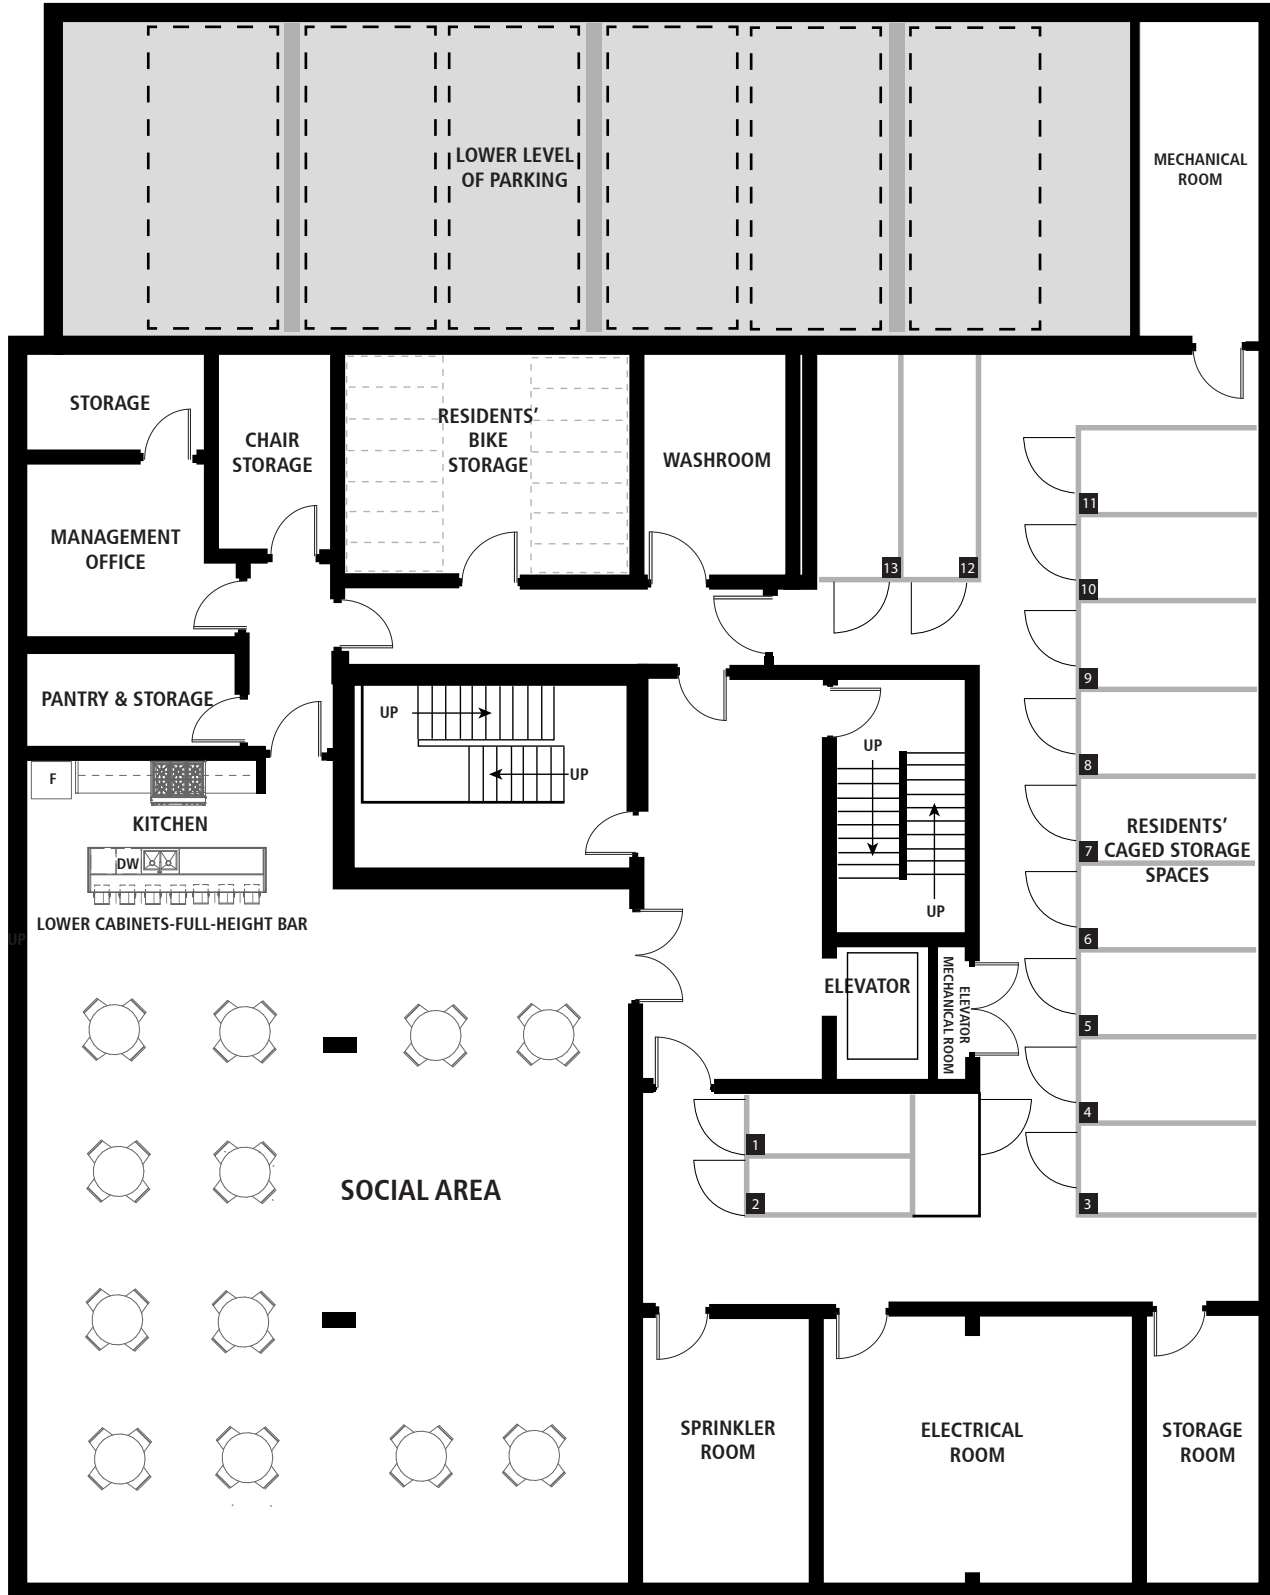 LOWER LEVEL
OF PARKING
MECHANICAL
ROOM
STORAGE
CHAIR
STORAGE
RESIDENTS’
BIKE
STORAGE
WASHROOM
MANAGEMENT
OFFICE
13
12
11
10
9
8
7
6
5
4
3
RESIDENTS’
CAGED STORAGE
SPACES
PANTRY & STORAGE
UP
UP
UP
UP
F
KITCHEN
DW
LOWER CABINETS-FULL-HEIGHT BAR
UP
ELEVATOR
ELEVATOR
MECHANICAL ROOM
1
2
SOCIAL AREA
SPRINKLER
ROOM
ELECTRICAL
ROOM
STORAGE
ROOM